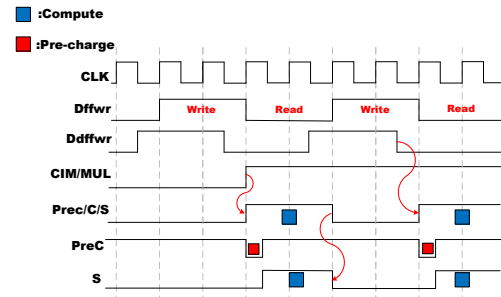 :Compute
:Pre-charge
CLK
Dffwr Write Read Write Read
Ddffwr
CIM/MUL
Prec/C/S
PreC
S